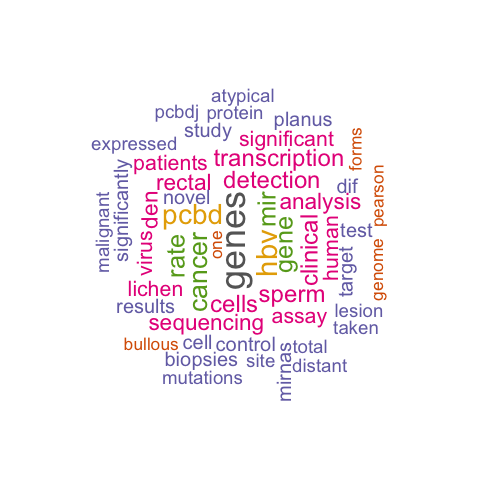 atypical
pcbdj protein
study planus
expressed significant forms
patients transcription
rectal detection
malignant significantly den novel pcbd genes mir analysis dif pearson
virus rate cancer one hbv gene clinical human test target genome
lichen cells sperm lesion
results sequencing assay taken
bullous cell control total
biopsies site mirnas distant
mutations